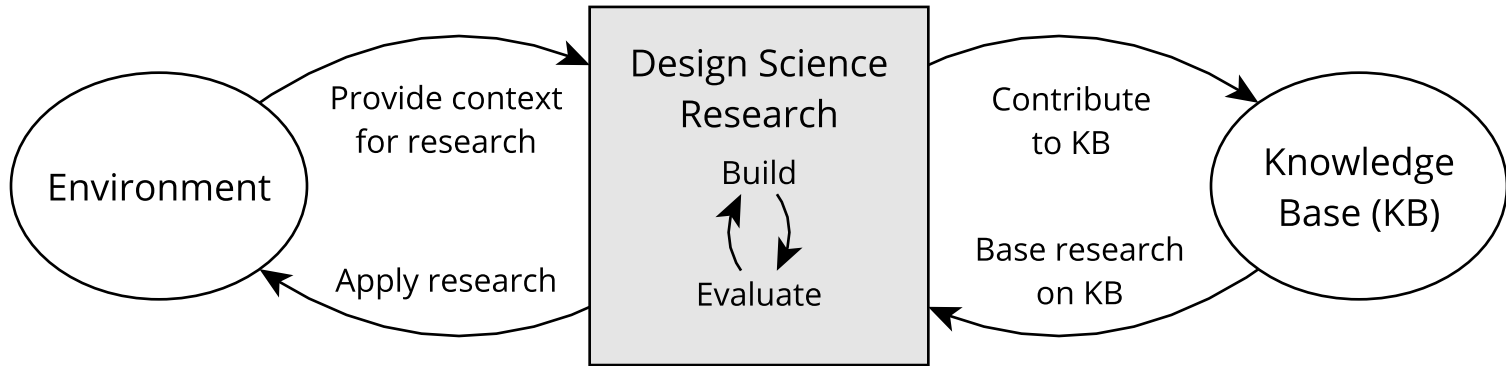 Environment
Provide context
for research
Apply research
Design Science
Research
Build
Evaluate
Contribute
to KB
Base research
on KB
Knowledge
Base (KB)